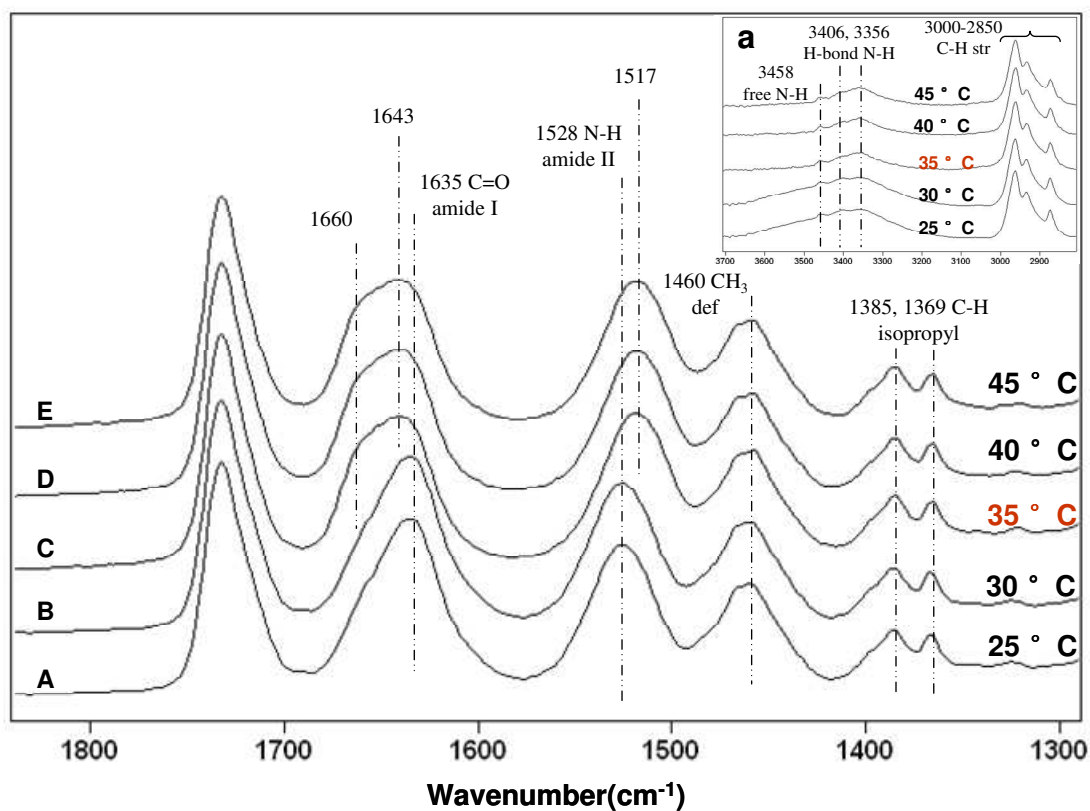 a
3406, 3356
H-bond N-H
3000-2850
C-H str
3458
free N-H
45 ° C
40 ° C
35 ° C
30 ° C
25 ° C
3700 3600 3500 3400 3300 3200 3100 3000 2900
1517
1643
1528 N-H
amide II
1635 C=O
amide I
1660
1460 CH₃
def
1385, 1369 C-H
isopropyl
E
45 ° C
D
40 ° C
C
35 ° C
B
30 ° C
A
25 ° C
1800 1700 1600 1500 1400 1300
Wavenumber(cm⁻¹)